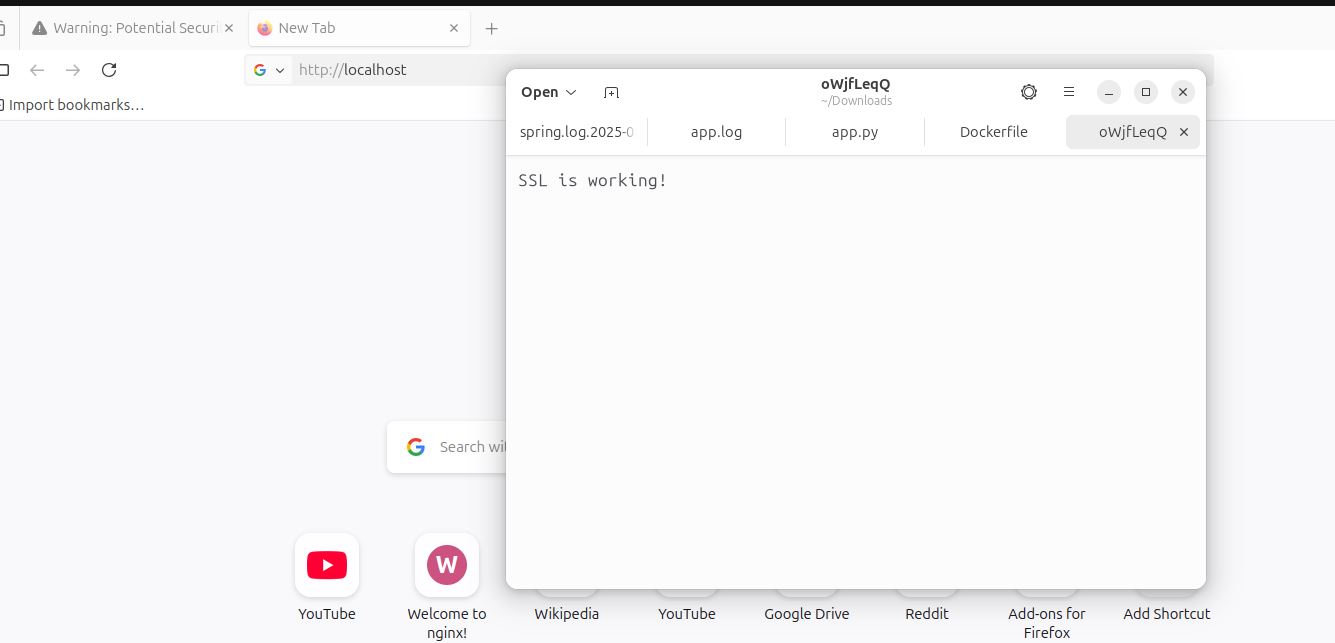 Warning: Potential Securi
New Tab
http://localhost
Import bookmarks…
Open
oWjfLeqQ
~/Downloads
spring.log.2025-0
app.log
app.py
Dockerfile
oWjfLeqQ
SSL is working!
Search wit
W
YouTube
Welcome to
nginx!
Wikipedia
YouTube
Google Drive
Reddit
Add-ons for
Firefox
Add Shortcut